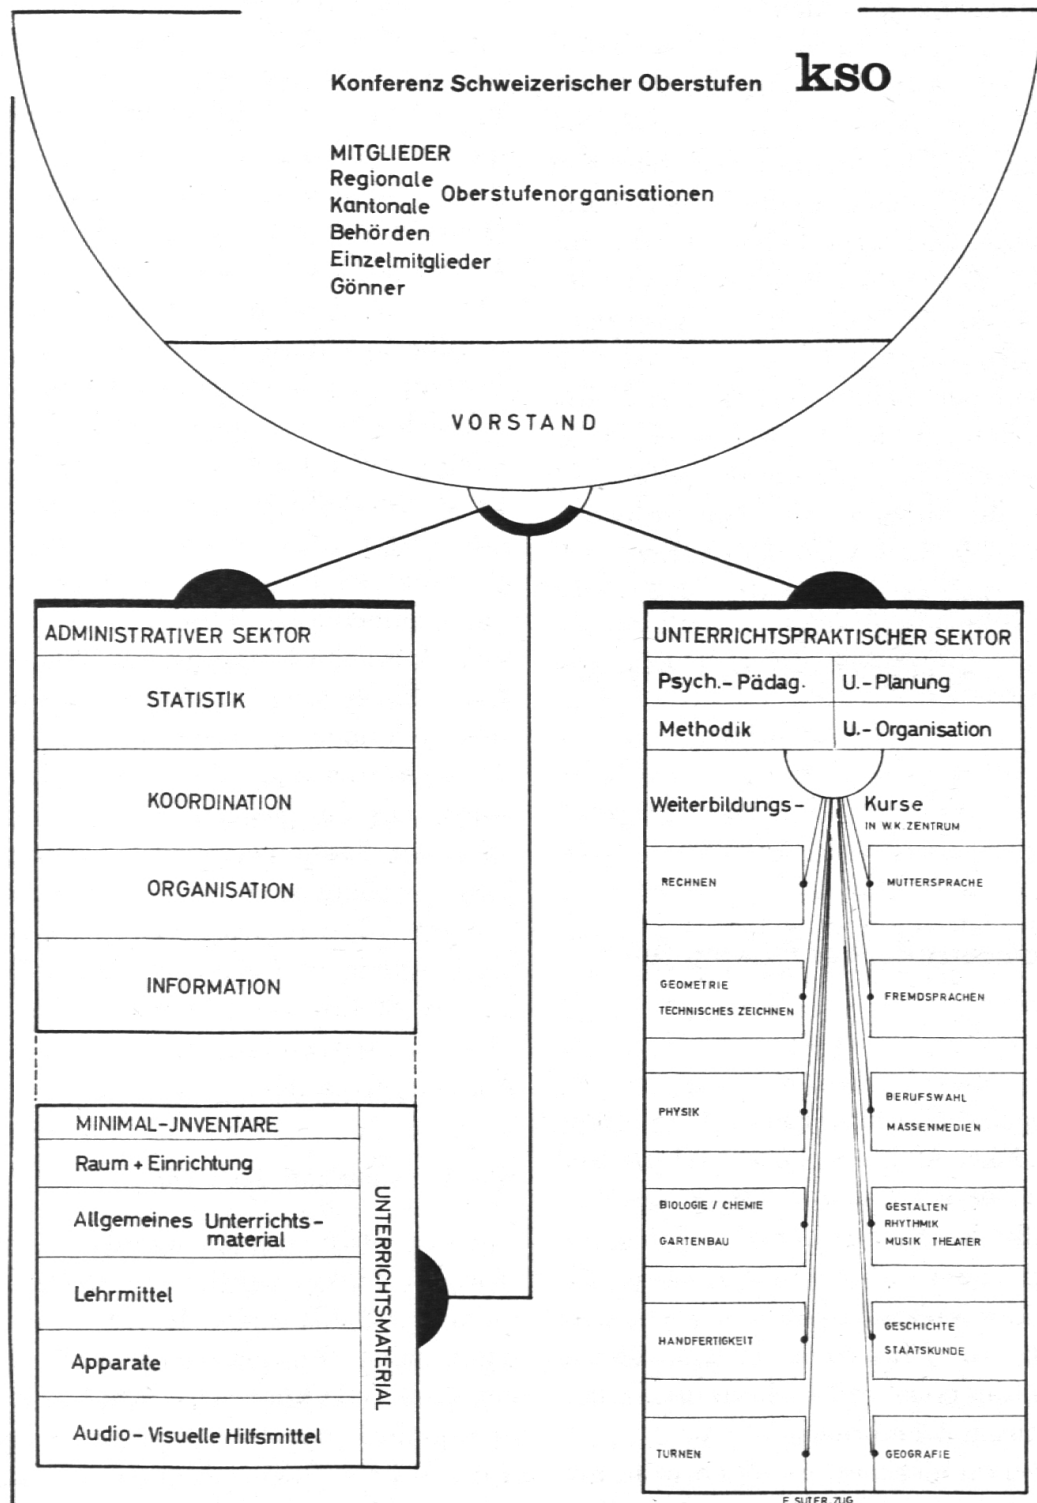 Konferenz Schweizerischer Oberstufen kso
MITGLIEDER
Regionale
Kantonale Oberstufenorganisationen
Behörden
Einzelmitglieder
Gönner
VORSTAND
ADMINISTRATIVER SEKTOR
STATISTIK
KOORDINATION
ORGANISATION
INFORMATION
MINIMAL-JNVENTARE
Raum + Einrichtung
Allgemeines Unterrichts-
material
Lehrmittel
Apparate
Audio-Visuelle Hilfsmittel
UNTERRICHTSMATERIAL
UNTERRICHTSPRAKTISCHER SEKTOR
Psych.-Pädag. U.-Planung
Methodik U.-Organisation
Weiterbildungs- Kurse
IN W.K. ZENTRUM
RECHNEN
MUTTERSPRACHE
GEOMETRIE
TECHNISCHES ZEICHNEN
FREMDSPRACHEN
PHYSIK
BERUFSWAHL
MASSENMEDIEN
BIOLOGIE / CHEMIE
GARTENBAU
GESTALTEN
RHYTHMIK
MUSIK THEATER
HANDFERTIGKEIT
GESCHICHTE
STAATSKUNDE
TURNEN
GEOGRAFIE
F. SUTER ZUG